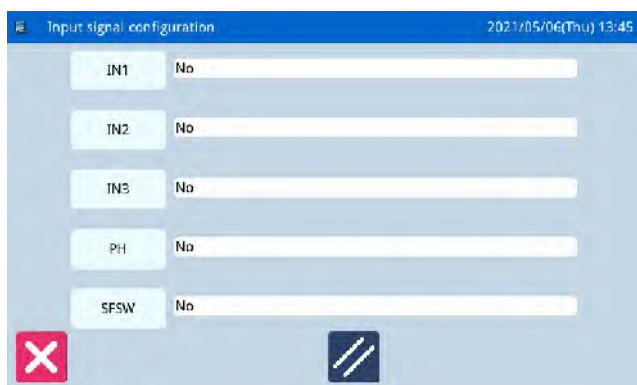 Input signal configuration 2021/05/06(Thu) 13:45
IN1 No
IN2 No
IN3 No
PH No
SFSW No